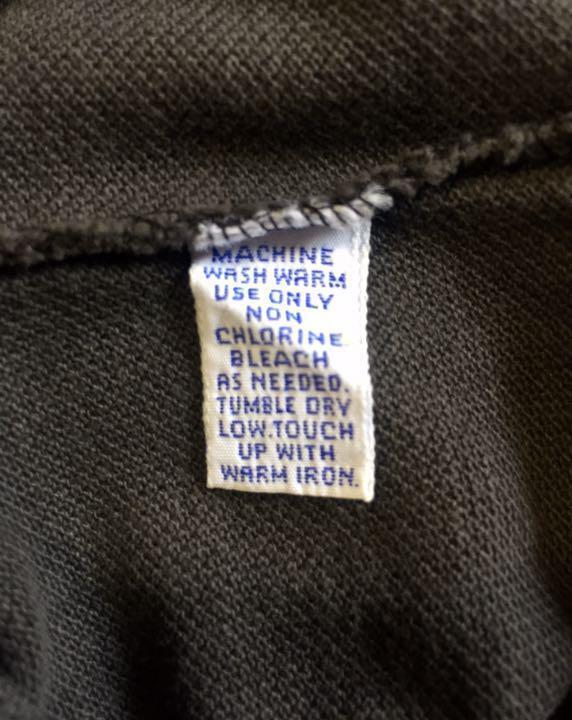 MACHINE
WASH WARM
USE ONLY
NON
CHLORINE
BLEACH
AS NEEDED.
TUMBLE DRY
LOW.TOUCH
UP WITH
WARM IRON.